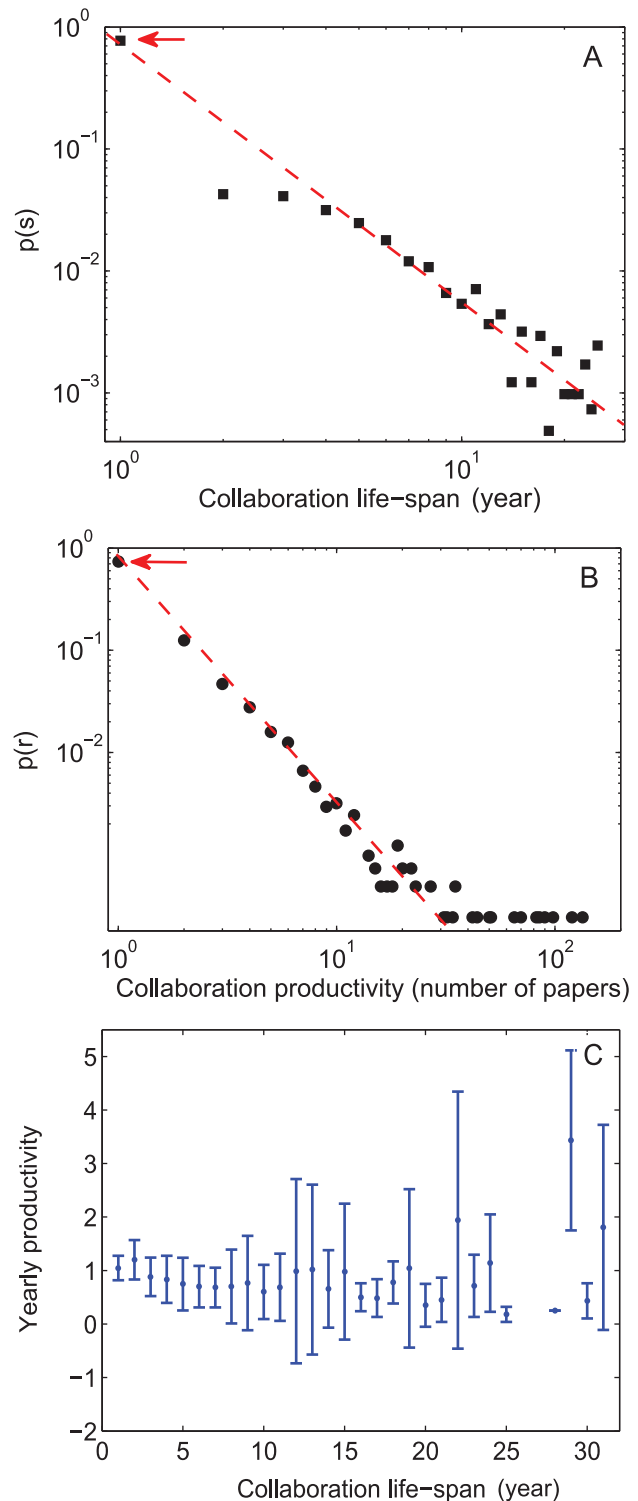 A
10^0
10^-1
10^-2
10^-3
p(s)
10^0
10^1
Collaboration life-span (year)
B
10^0
10^-1
10^-2
p(r)
10^0
10^1
10^2
Collaboration productivity (number of papers)
C
5
4
3
2
1
0
-1
-2
Yearly productivity
0 5 10 15 20 25 30
Collaboration life-span (year)